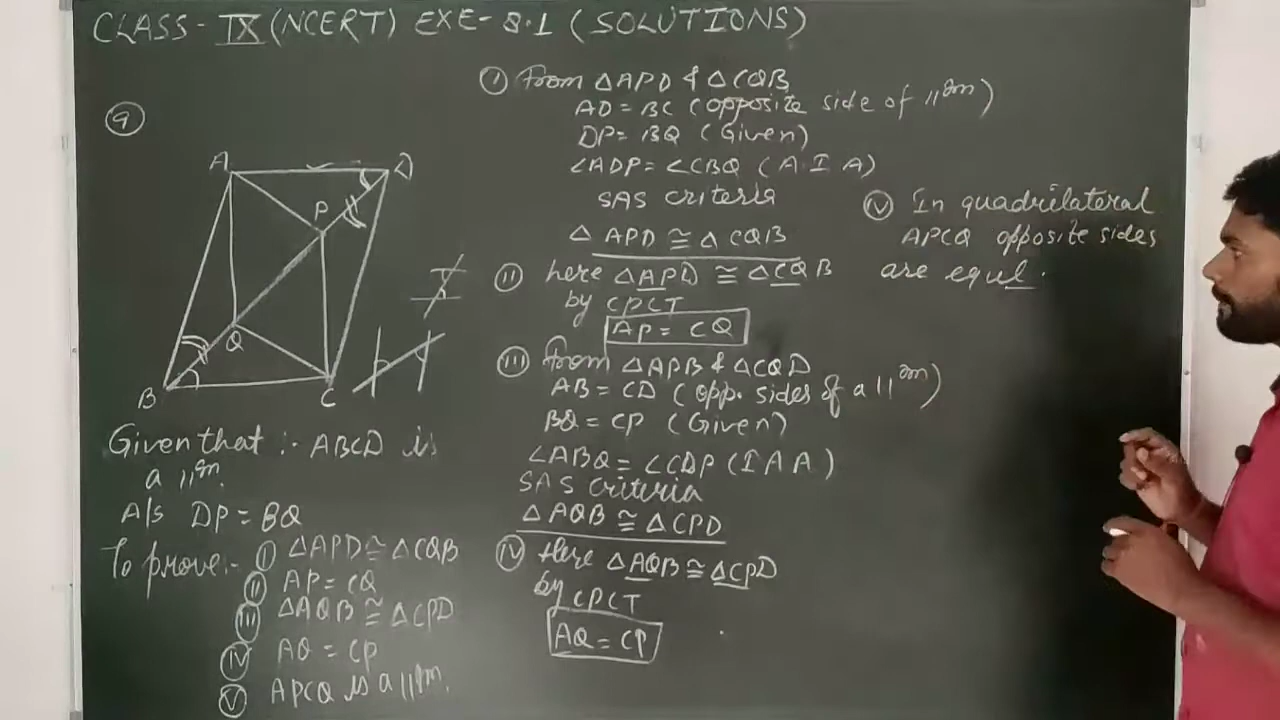 CLASS - IX (NCERT) EXE- 8.1 (SOLUTIONS)
9
A
D
P
Q
B
C
Given that :- ABCD is
a ||gm.
A/s DP = BQ
To prove:- (I) △APD ≅ △CQB
(II) AP = CQ
(III) △AQB ≅ △CPD
(IV) AQ = CP
(V) APCQ is a ||gm.
(I) From △APD & △CQB
AD = BC (opposite side of ||gm)
DP = BQ (Given)
∠ADP = ∠CBQ (A.I A)
SAS criteria
△ APD ≅ △ CQB
(II) here △APD ≅ △CQB
by CPCT
AP = CQ
(III) From △APB & △CQD
AB = CD (opp. sides of a ||gm)
BQ = CP (Given)
∠ABQ = ∠CDP (I A A)
SAS criteria
△AQB ≅ △CPD
(IV) Here △AQB ≅ △CPD
by CPCT
AQ = CP
(IV) In quadrilateral
APCQ opposite sides
are equl.